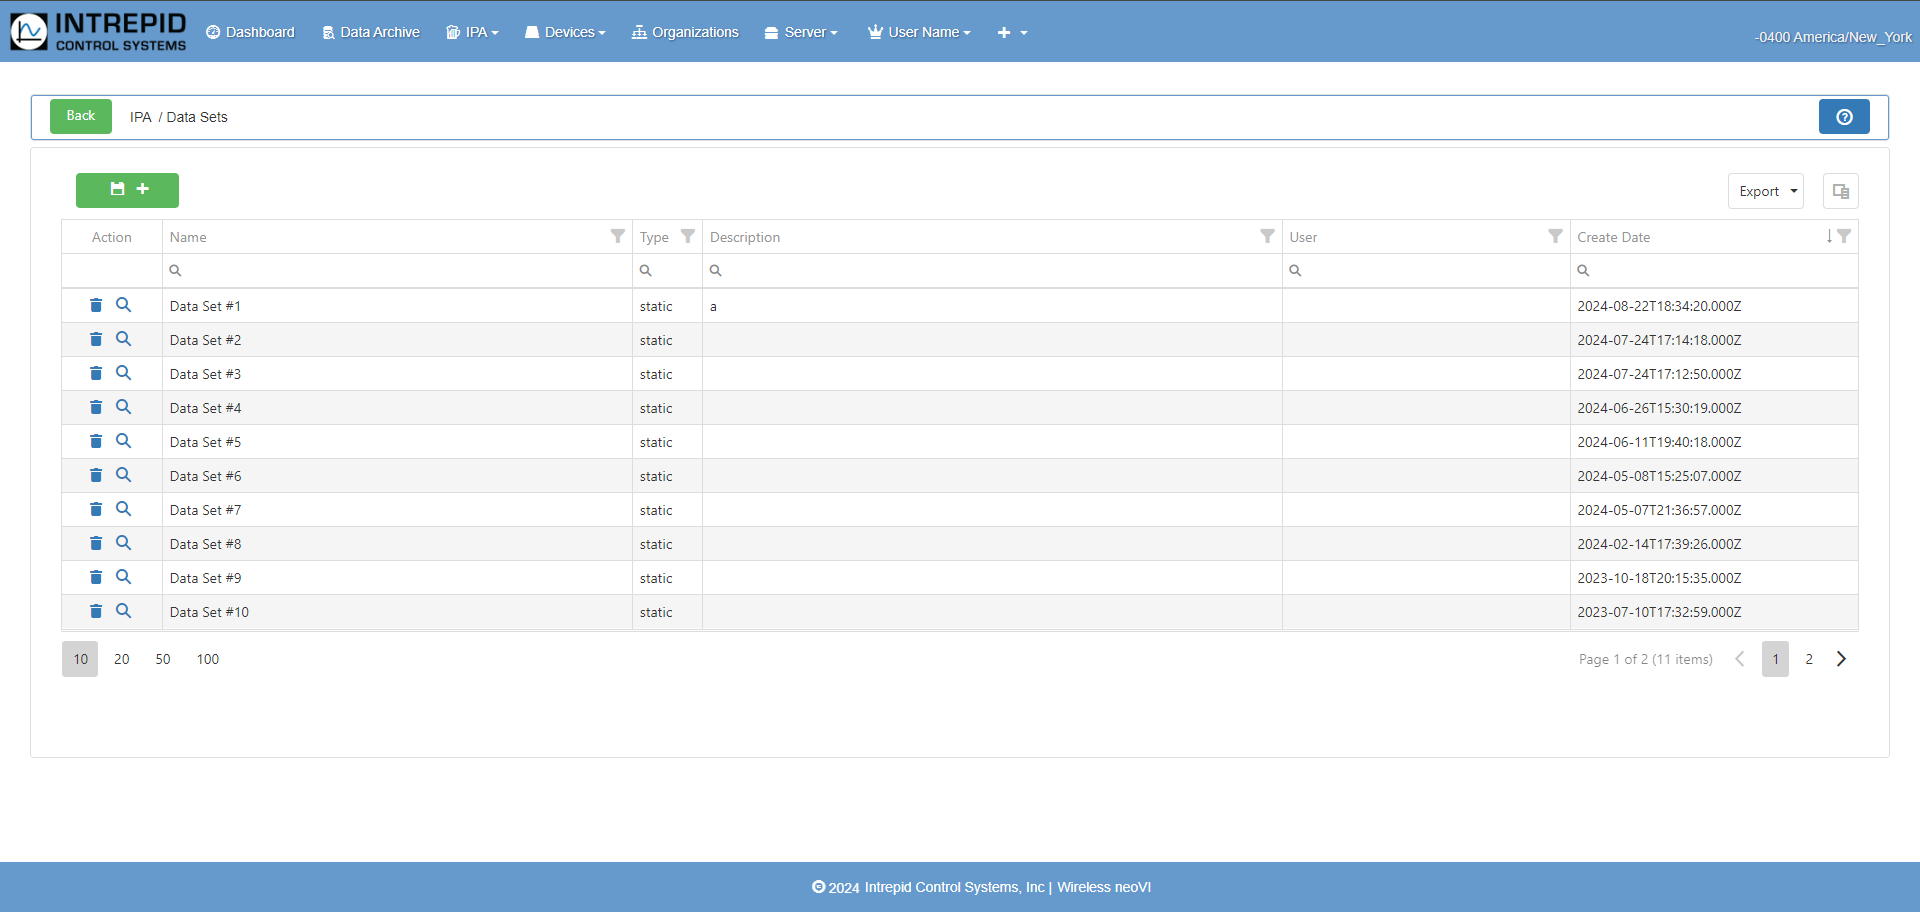 INTREPID
CONTROL SYSTEMS
Dashboard Data Archive IPA Devices Organizations Server User Name
-0400 America/New_York
Back IPA / Data Sets
Export
Action Name Type Description User Create Date
Data Set #1 static a 2024-08-22T18:34:20.000Z
Data Set #2 static 2024-07-24T17:14:18.000Z
Data Set #3 static 2024-07-24T17:12:50.000Z
Data Set #4 static 2024-06-26T15:30:19.000Z
Data Set #5 static 2024-06-11T19:40:18.000Z
Data Set #6 static 2024-05-08T15:25:07.000Z
Data Set #7 static 2024-05-07T21:36:57.000Z
Data Set #8 static 2024-02-14T17:39:26.000Z
Data Set #9 static 2023-10-18T20:15:35.000Z
Data Set #10 static 2023-07-10T17:32:59.000Z
10 20 50 100 Page 1 of 2 (11 items) 1 2
2024 Intrepid Control Systems, Inc | Wireless neoVI